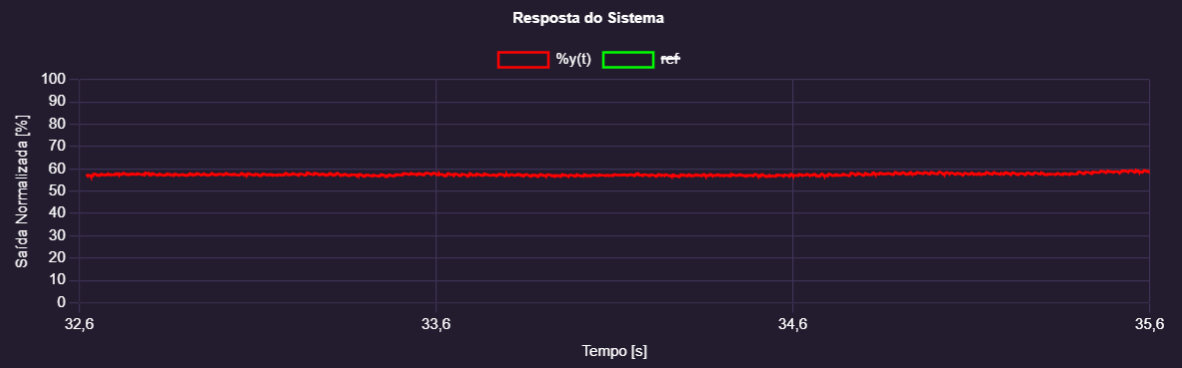 Resposta do Sistema
%y(t) ref
100
90
80
70
60
50
40
30
20
10
0
Saída Normalizada [%]
32,6 33,6 34,6 35,6
Tempo [s]